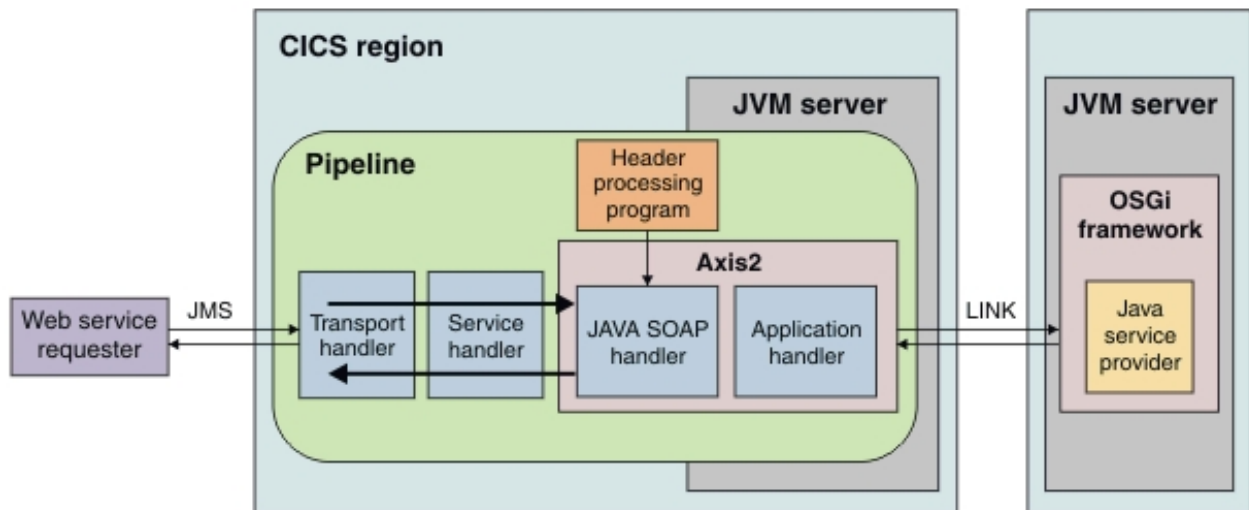 CICS region
JVM server
JVM server
Pipeline
Header
processing
program
OSGi
framework
Axis2
Web service
requester
JMS
Transport
handler
Service
handler
JAVA SOAP
handler
Application
handler
LINK
Java
service
provider